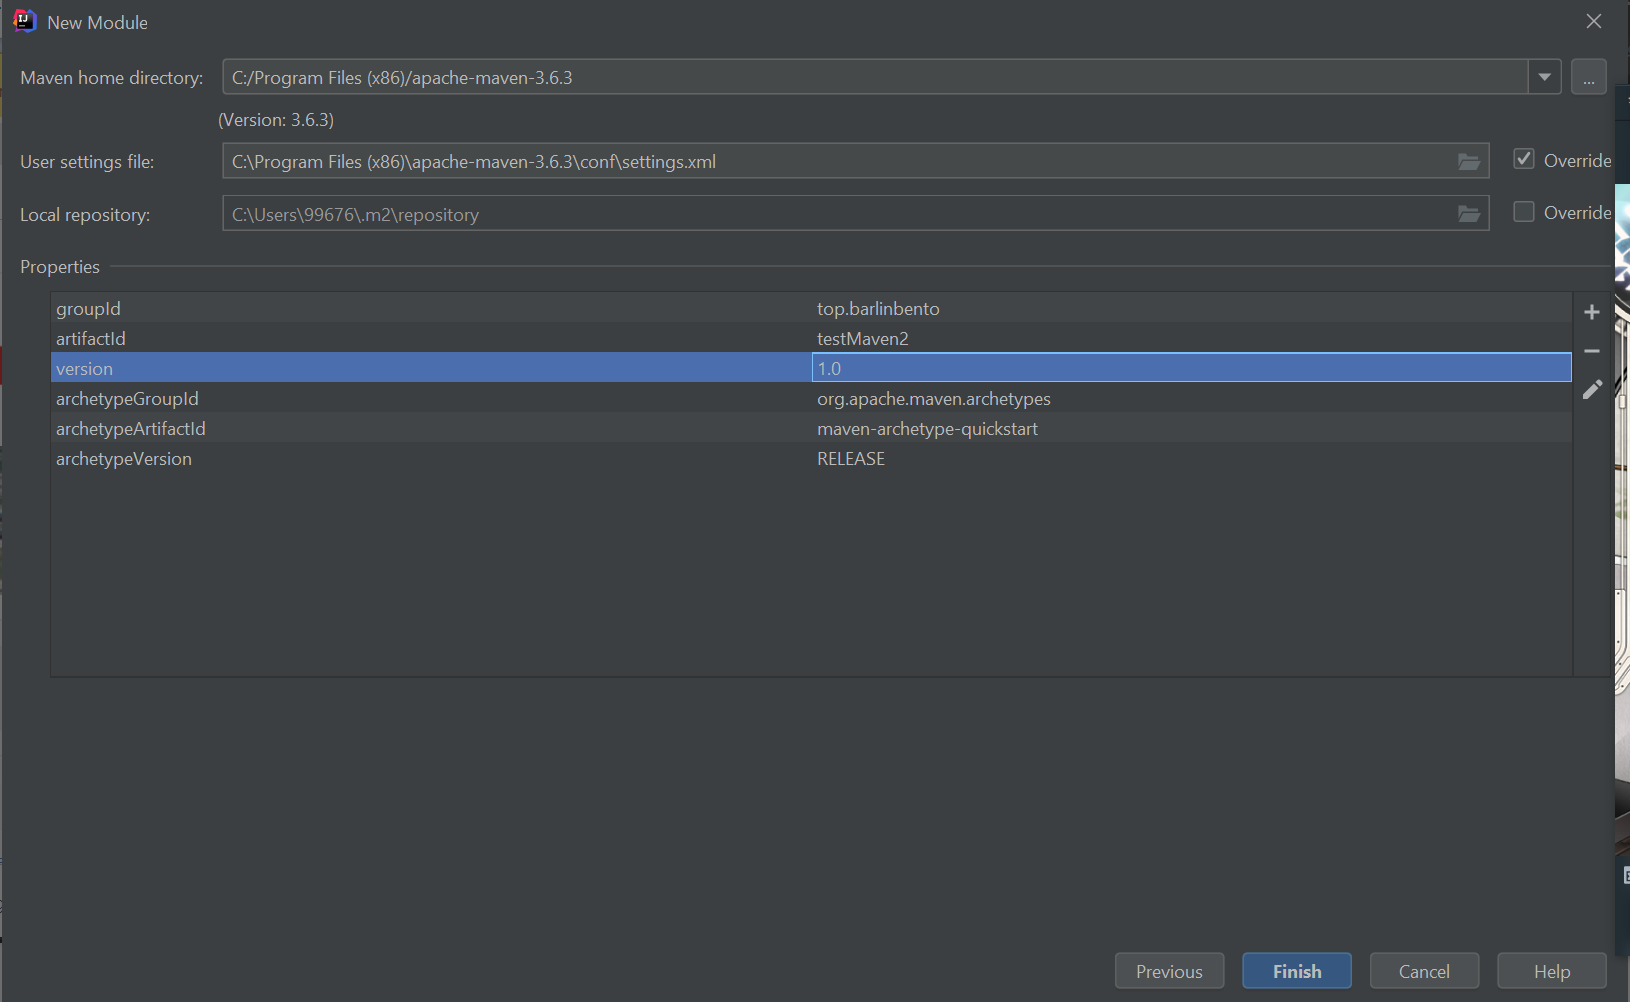 New Module
Maven home directory: C:/Program Files (x86)/apache-maven-3.6.3 ...
(Version: 3.6.3)
User settings file: C:\Program Files (x86)\apache-maven-3.6.3\conf\settings.xml Override
Local repository: C:\Users\99676\.m2\repository Override
Properties
groupId top.barlinbento
artifactId testMaven2
version 1.0
archetypeGroupId org.apache.maven.archetypes
archetypeArtifactId maven-archetype-quickstart
archetypeVersion RELEASE
Previous Finish Cancel Help